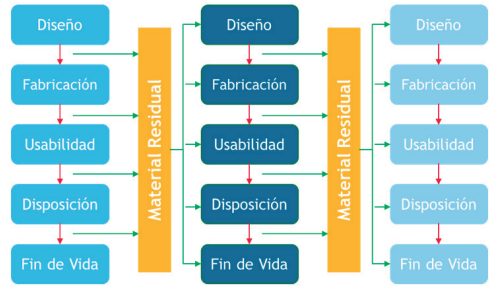 Diseño
Fabricación
Usabilidad
Disposición
Fin de Vida
Material Residual
Diseño
Fabricación
Usabilidad
Disposición
Fin de Vida
Material Residual
Diseño
Fabricación
Usabilidad
Disposición
Fin de Vida